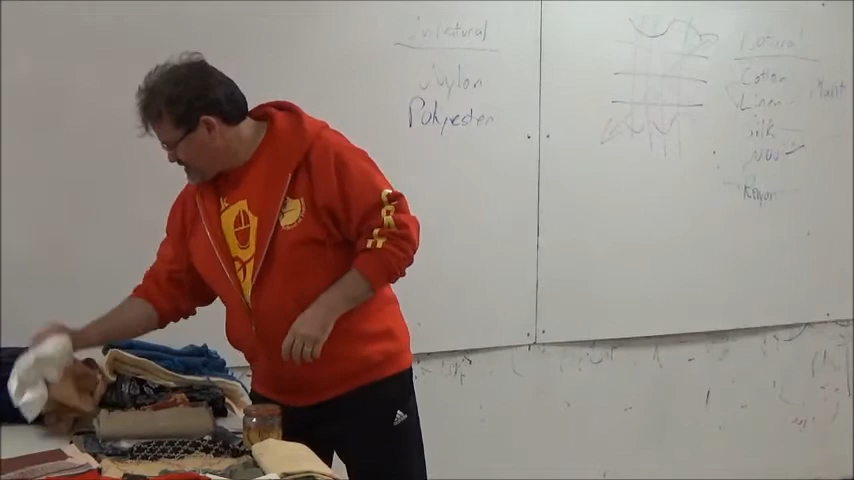 Unnatural
Nylon
Polyester
Natural
Cotton
Linen
Silk
Wool
Rayon